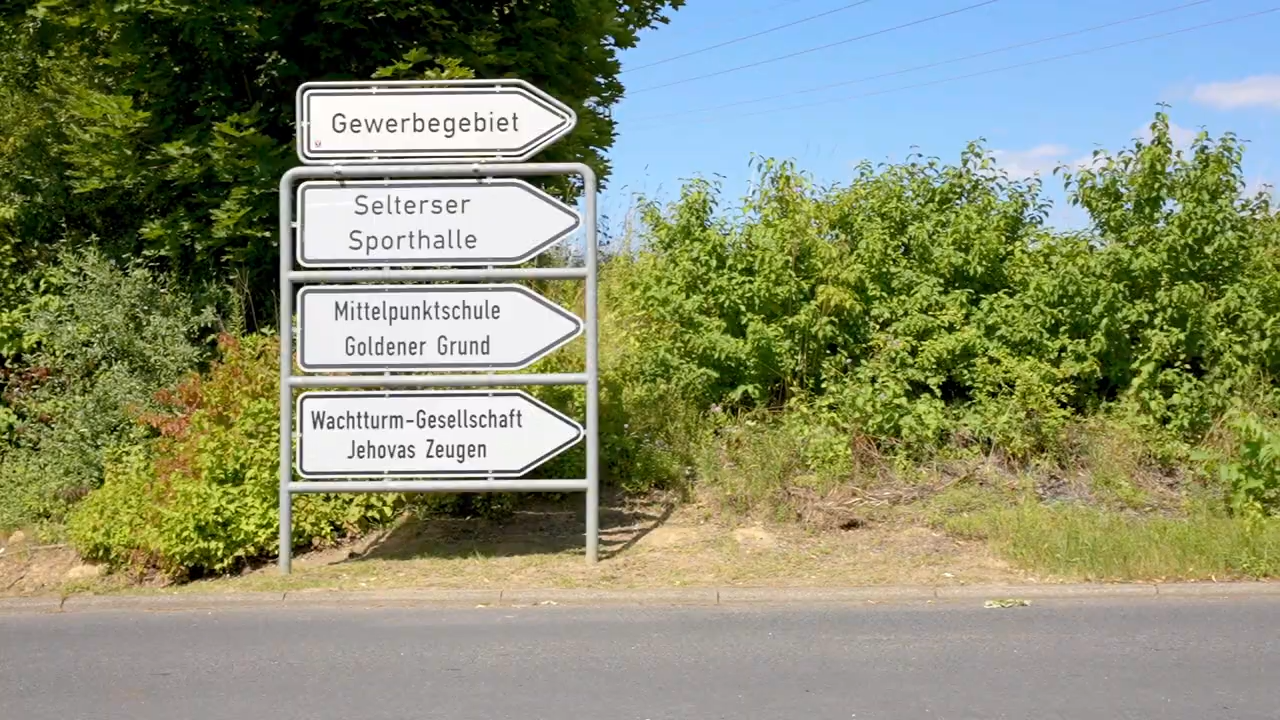 Gewerbegebiet
Selterser
Sporthalle
Mittelpunktschule
Goldener Grund
Wachtturm-Gesellschaft
Jehovas Zeugen